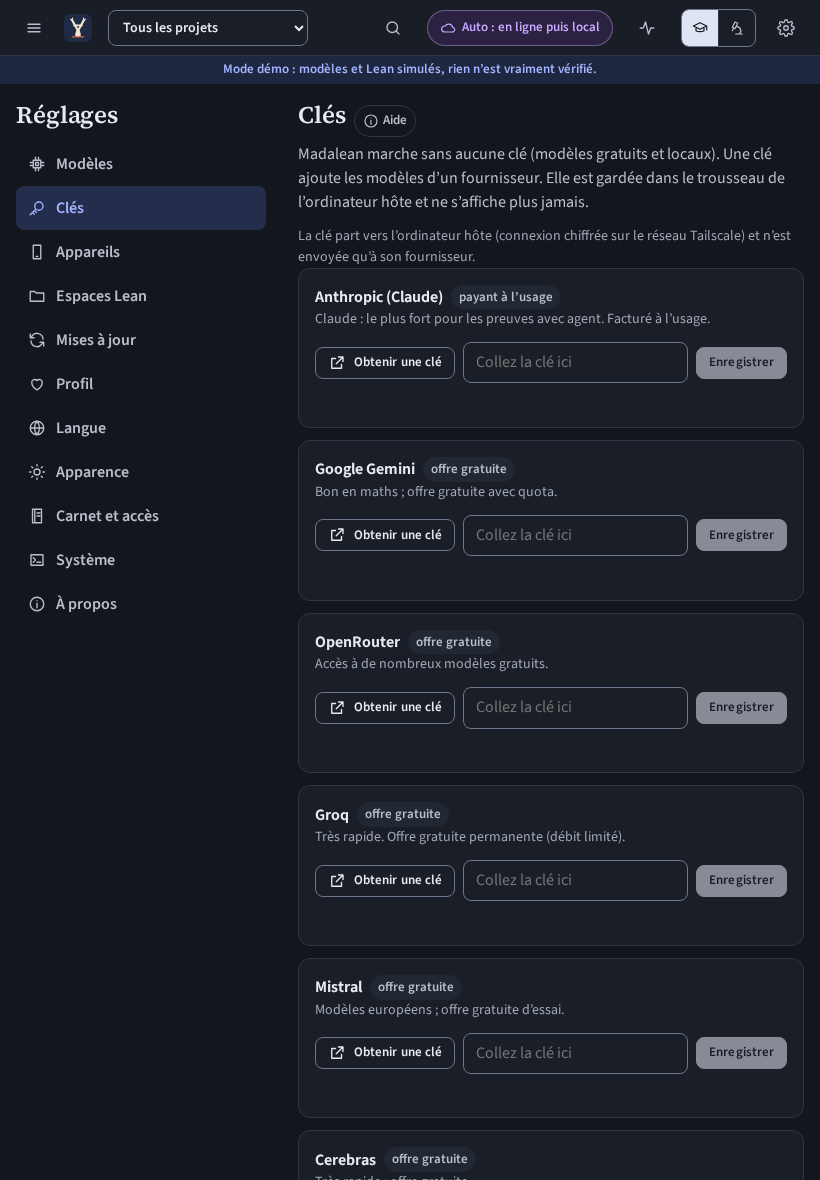 Tous les projets
Auto : en ligne puis local
Mode démo : modèles et Lean simulés, rien n’est vraiment vérifié.
Réglages
Modèles
Clés
Appareils
Espaces Lean
Mises à jour
Profil
Langue
Apparence
Carnet et accès
Système
À propos
Clés
Aide
Madalean marche sans aucune clé (modèles gratuits et locaux). Une clé
ajoute les modèles d’un fournisseur. Elle est gardée dans le trousseau de
l’ordinateur hôte et ne s’affiche plus jamais.
La clé part vers l’ordinateur hôte (connexion chiffrée sur le réseau Tailscale) et n’est
envoyée qu’à son fournisseur.
Anthropic (Claude) payant à l’usage
Claude : le plus fort pour les preuves avec agent. Facturé à l’usage.
Obtenir une clé Collez la clé ici Enregistrer
Google Gemini offre gratuite
Bon en maths ; offre gratuite avec quota.
Obtenir une clé Collez la clé ici Enregistrer
OpenRouter offre gratuite
Accès à de nombreux modèles gratuits.
Obtenir une clé Collez la clé ici Enregistrer
Groq offre gratuite
Très rapide. Offre gratuite permanente (débit limité).
Obtenir une clé Collez la clé ici Enregistrer
Mistral offre gratuite
Modèles européens ; offre gratuite d’essai.
Obtenir une clé Collez la clé ici Enregistrer
Cerebras offre gratuite